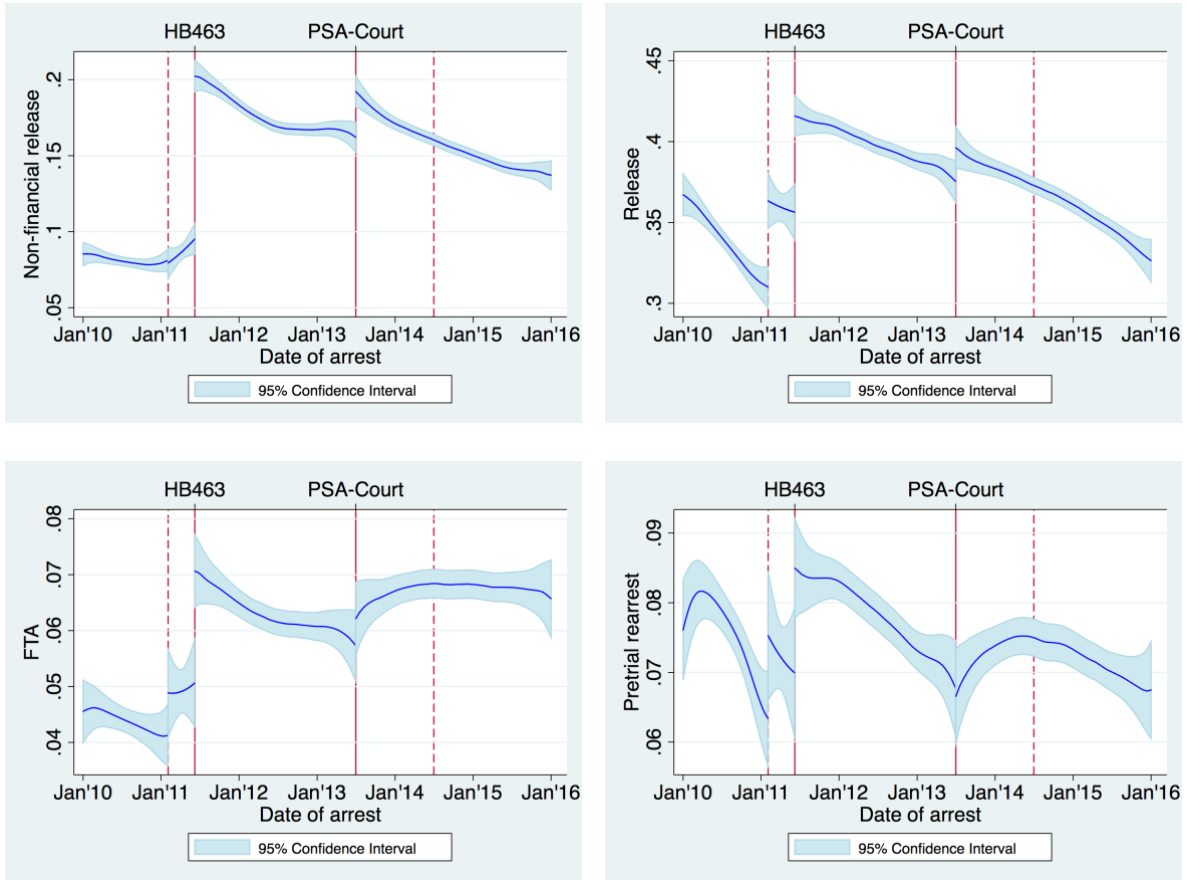 HB463 PSA-Court
Non-financial release
.2
.15
.1
.05
Jan'10 Jan'11 Jan'12 Jan'13 Jan'14 Jan'15 Jan'16
Date of arrest
95% Confidence Interval
HB463 PSA-Court
Release
.45
.4
.35
.3
Jan'10 Jan'11 Jan'12 Jan'13 Jan'14 Jan'15 Jan'16
Date of arrest
95% Confidence Interval
HB463 PSA-Court
FTA
.08
.07
.06
.05
.04
Jan'10 Jan'11 Jan'12 Jan'13 Jan'14 Jan'15 Jan'16
Date of arrest
95% Confidence Interval
HB463 PSA-Court
Pretrial rearrest
.09
.08
.07
.06
Jan'10 Jan'11 Jan'12 Jan'13 Jan'14 Jan'15 Jan'16
Date of arrest
95% Confidence Interval